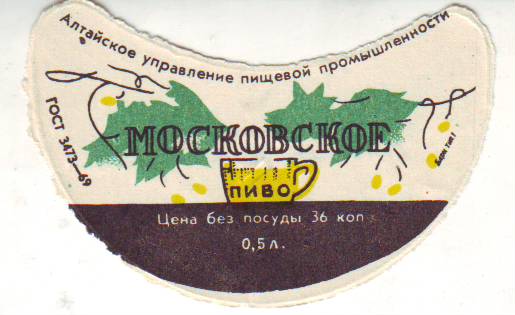 Алтайское управление пищевой промышленности
ГОСТ 3473—69
МОСКОВСКОЕ
ПИВО
Цена без посуды 36 коп
0,5 л.